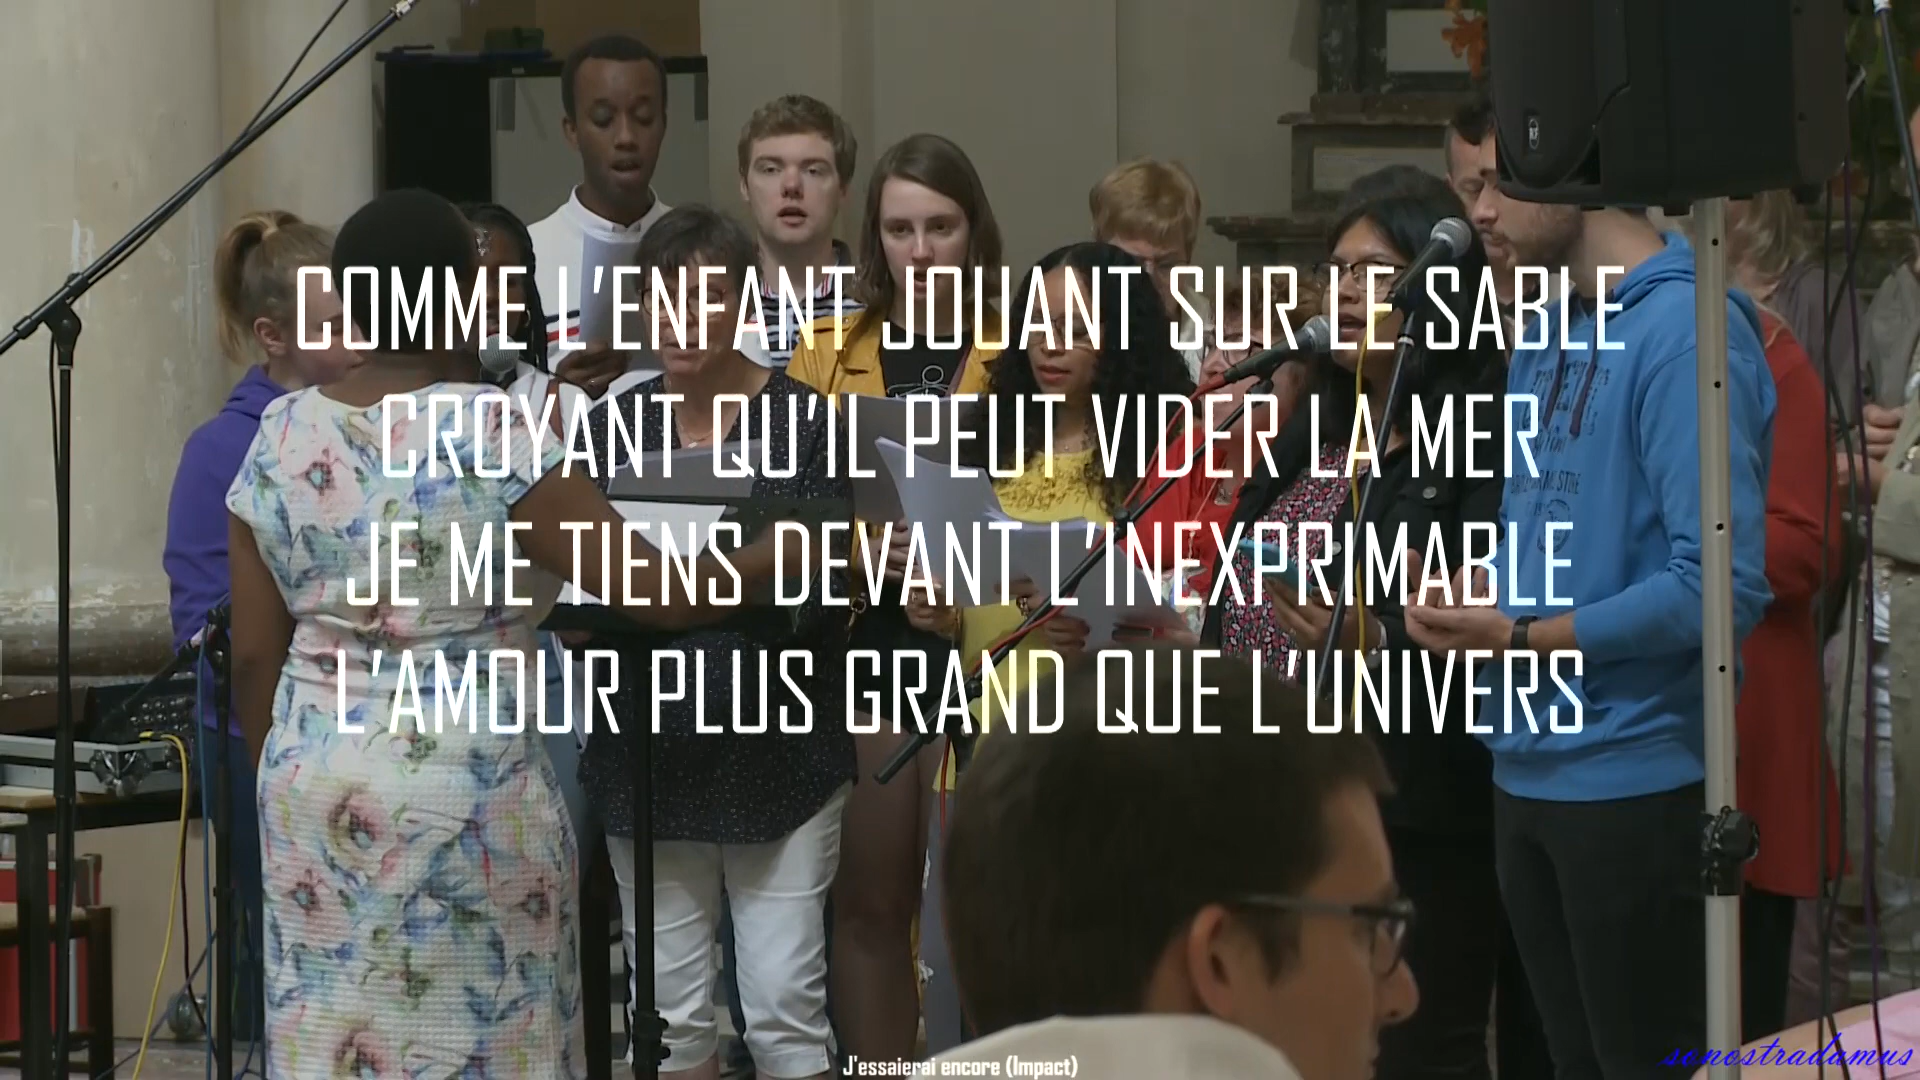 COMME L'ENFANT JOUANT SUR LE SABLE
CROYANT QU'IL PEUT VIDER LA MER
JE ME TIENS DEVANT L'INEXPRIMABLE
L'AMOUR PLUS GRAND QUE L'UNIVERS
J'essaierai encore (Impact)
sonostradamus